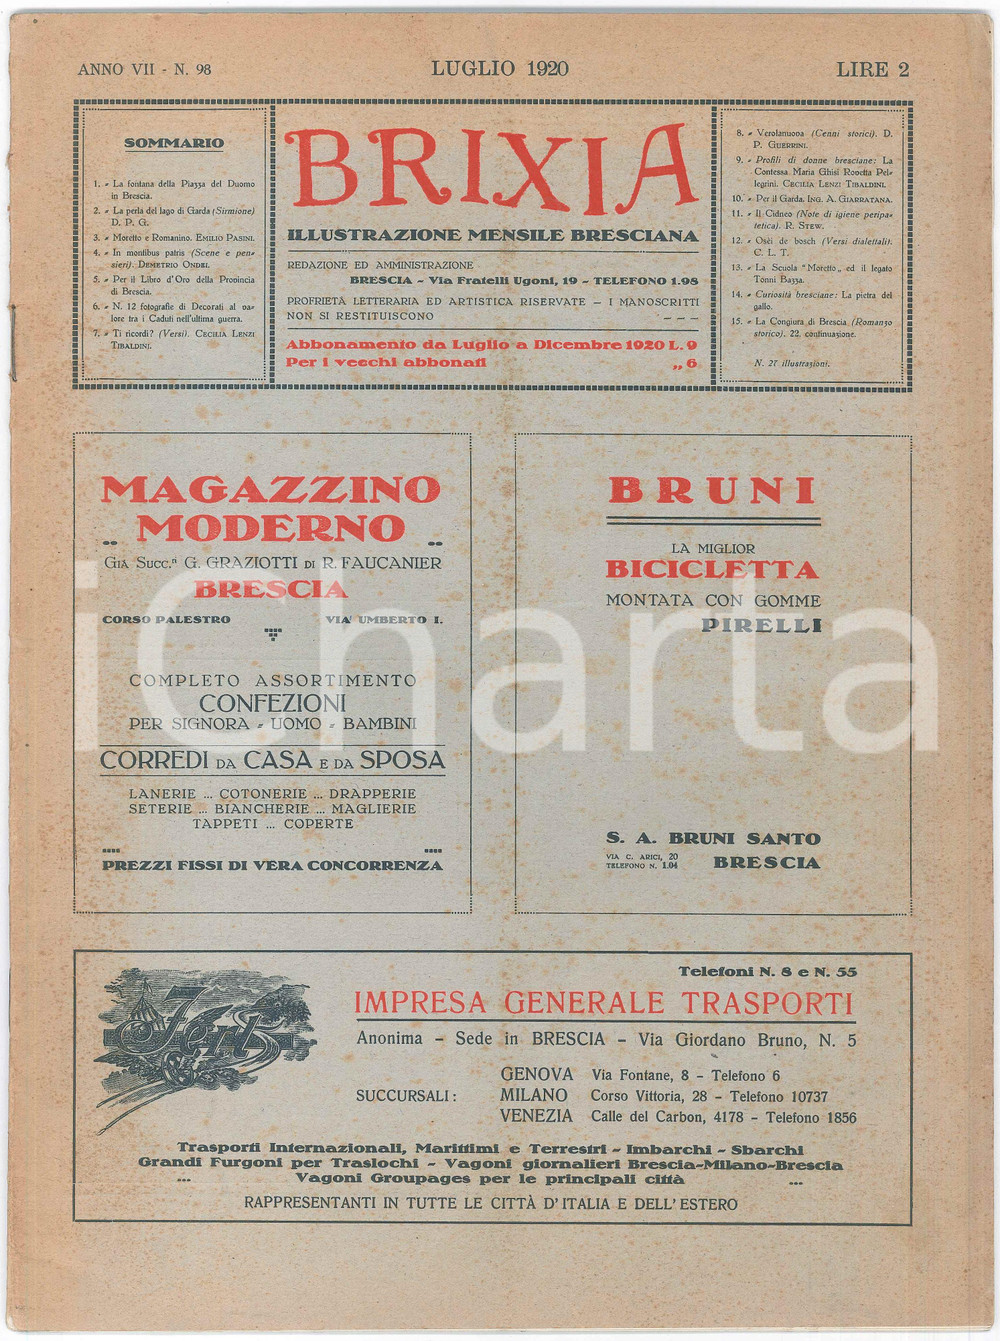 ANNO VII - N. 98
LUGLIO 1920
LIRE 2
SOMMARIO
1. - La fontana della Piazza del Duomo
in Brescia.
2. - La perla del lago di Garda (Sirmione)
D. P. G.
3. - Moretto e Romanino. EMILIO PASINI.
4. - In montibus patris (Scene e pen-
sieri). DEMETRIO ONDEI.
5. - Per il Libro d'Oro della Provincia
di Brescia.
6. - N. 12 fotografie di Decorati al va-
lore tra i Caduti nell'ultima guerra.
7. - Ti ricordi? (Versi). CECILIA LENZI
TIBALDINI.
BRIXIA
ILLUSTRAZIONE MENSILE BRESCIANA
REDAZIONE ED AMMINISTRAZIONE
BRESCIA - Via Fratelli Ugoni, 19 - TELEFONO 1.98
PROPRIETÀ LETTERARIA ED ARTISTICA RISERVATE — I MANOSCRITTI
NON SI RESTITUISCONO - - -
Abbonamento da Luglio a Dicembre 1920 L. 9
Per i vecchi abbonati „ 6
8. - Verolanuova (Cenni storici). D.
P. GUERRINI.
9. - Profili di donne bresciane: La
Contessa Maria Ghisi Rooetta Pel-
legrini. CECILIA LENZI TIBALDINI.
10. - Per il Garda. ING. A. GIARRATANA.
11. - Il Cidneo (Note di igiene peripa-
tetica). R. STEW.
12. - Osèi de bosch (Versi dialettali).
C. L. T.
13. - La Scuola "Moretto" ed il legato
Tonni Bazza.
14. - Curiosità bresciane: La pietra del
gallo.
15. - La Congiura di Brescia (Romanzo
storico). 22. continuazione.
N. 27 illustrazioni.
MAGAZZINO
.. MODERNO ..
GIÀ SUCC.ri G. GRAZIOTTI DI R. FAUCANIER
BRESCIA
CORSO PALESTRO VIA UMBERTO I.
COMPLETO ASSORTIMENTO
CONFEZIONI
PER SIGNORA - UOMO - BAMBINI
CORREDI DA CASA E DA SPOSA
LANERIE ... COTONERIE ... DRAPPERIE
SETERIE ... BIANCHERIE ... MAGLIERIE
TAPPETI ... COPERTE
PREZZI FISSI DI VERA CONCORRENZA
BRUNI
LA MIGLIOR
BICICLETTA
MONTATA CON GOMME
PIRELLI
S. A. BRUNI SANTO
VIA C. ARICI, 20
TELEFONO N. 1.04
BRESCIA
Fert
Telefoni N. 8 e N. 55
IMPRESA GENERALE TRASPORTI
Anonima - Sede in BRESCIA - Via Giordano Bruno, N. 5
SUCCURSALI:
GENOVA Via Fontane, 8 - Telefono 6
MILANO Corso Vittoria, 28 - Telefono 10737
VENEZIA Calle del Carbon, 4178 - Telefono 1856
Trasporti Internazionali, Marittimi e Terrestri - Imbarchi - Sbarchi
Grandi Furgoni per Traslochi - Vagoni giornalieri Brescia-Milano-Brescia
... Vagoni Groupages per le principali città ...
RAPPRESENTANTI IN TUTTE LE CITTÀ D'ITALIA E DELL'ESTERO
iCharta